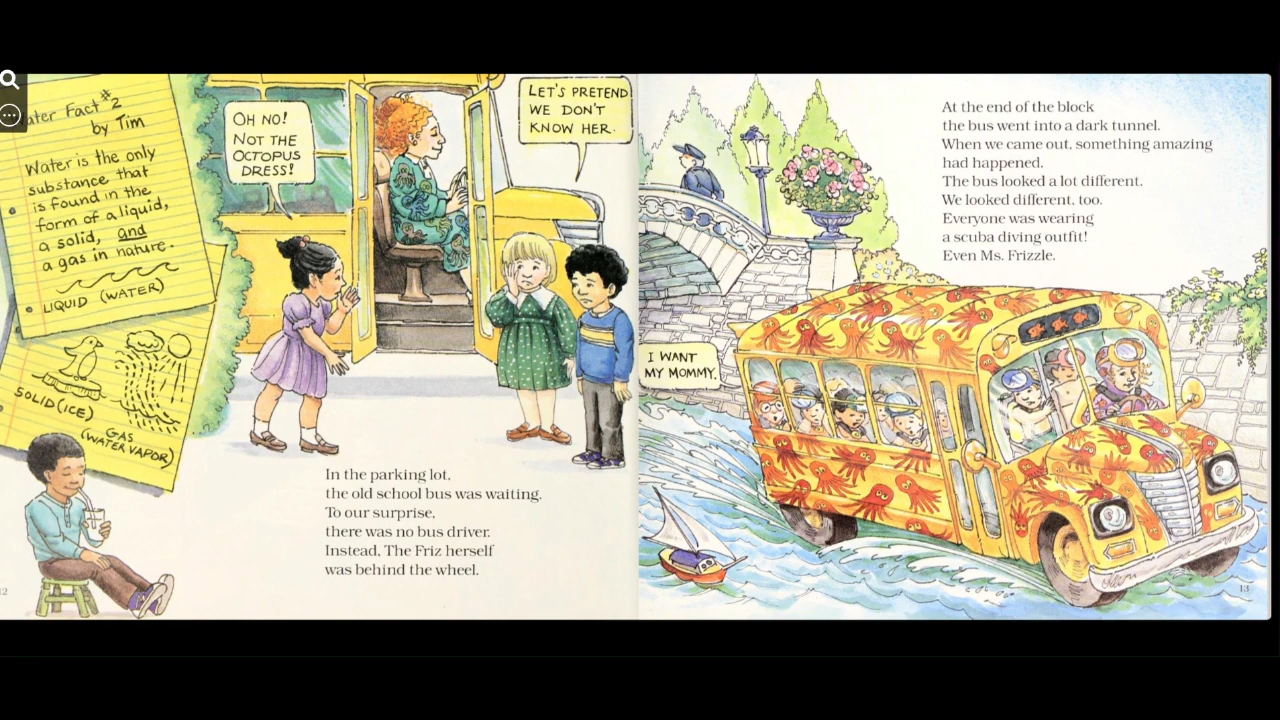 Water Fact #2
by Tim
Water is the only
substance that
is found in the
form of a liquid,
a solid, and
a gas in nature.
LIQUID (WATER)
SOLID (ICE)
GAS
(WATER VAPOR)
OH NO!
NOT THE
OCTOPUS
DRESS!
LET'S PRETEND
WE DON'T
KNOW HER.
In the parking lot,
the old school bus was waiting.
To our surprise,
there was no bus driver.
Instead, The Friz herself
was behind the wheel.
12
At the end of the block
the bus went into a dark tunnel.
When we came out, something amazing
had happened.
The bus looked a lot different.
We looked different, too.
Everyone was wearing
a scuba diving outfit!
Even Ms. Frizzle.
I WANT
MY MOMMY.
13